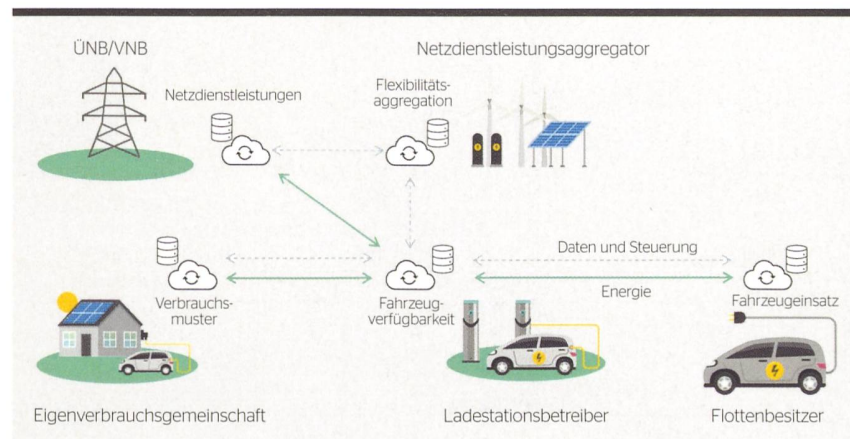 ÜNB/VNB
Netzdienstleistungsaggregator
Netzdienstleistungen
Flexibilitäts-
aggregation
Daten und Steuerung
Energie
Verbrauchs-
muster
Fahrzeug-
verfügbarkeit
Fahrzeugeinsatz
Eigenverbrauchsgemeinschaft
Ladestationsbetreiber
Flottenbesitzer